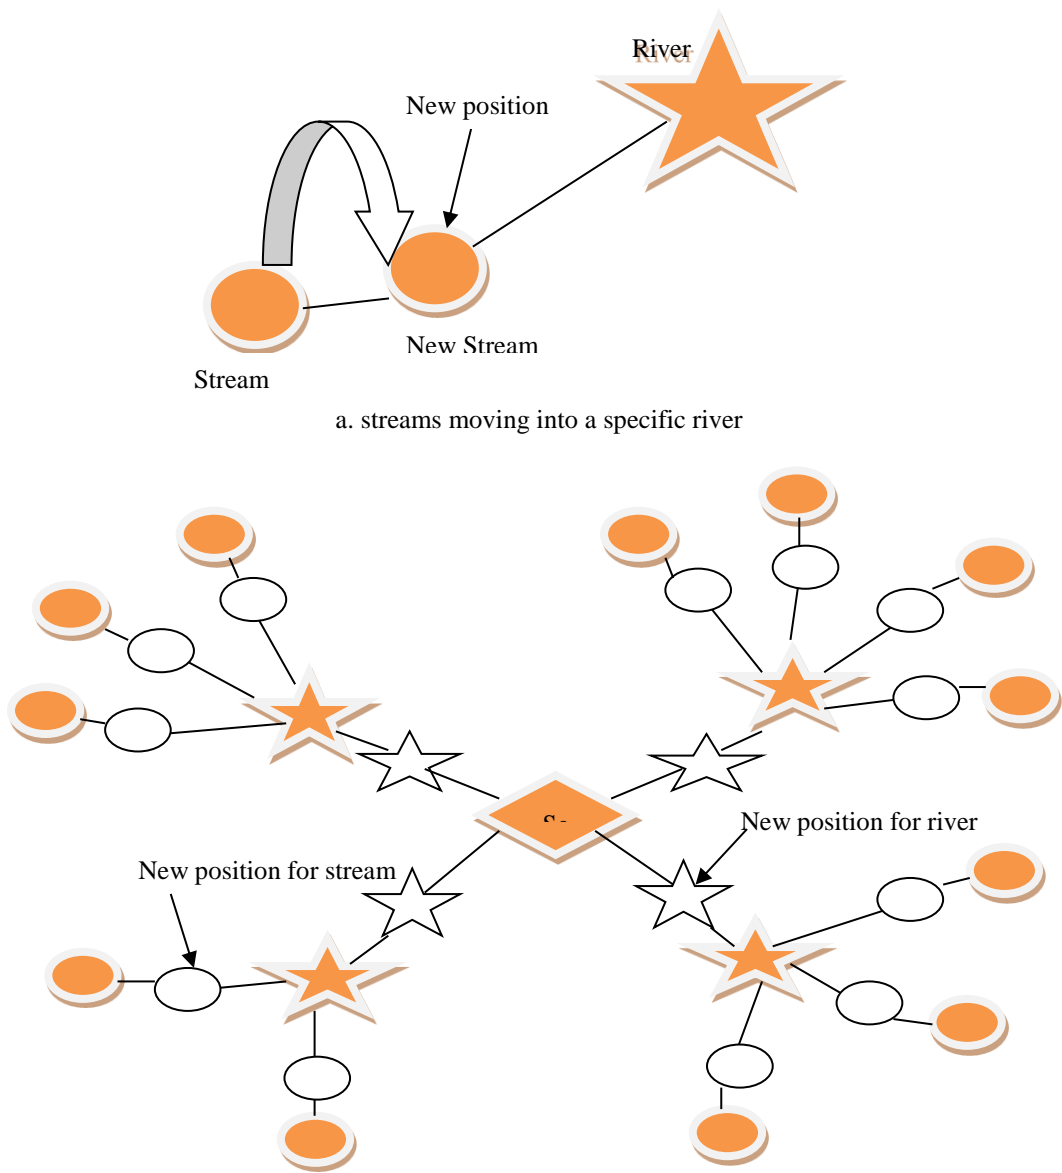 River
New position
New Stream
Stream
a. streams moving into a specific river
New position for river
New position for stream